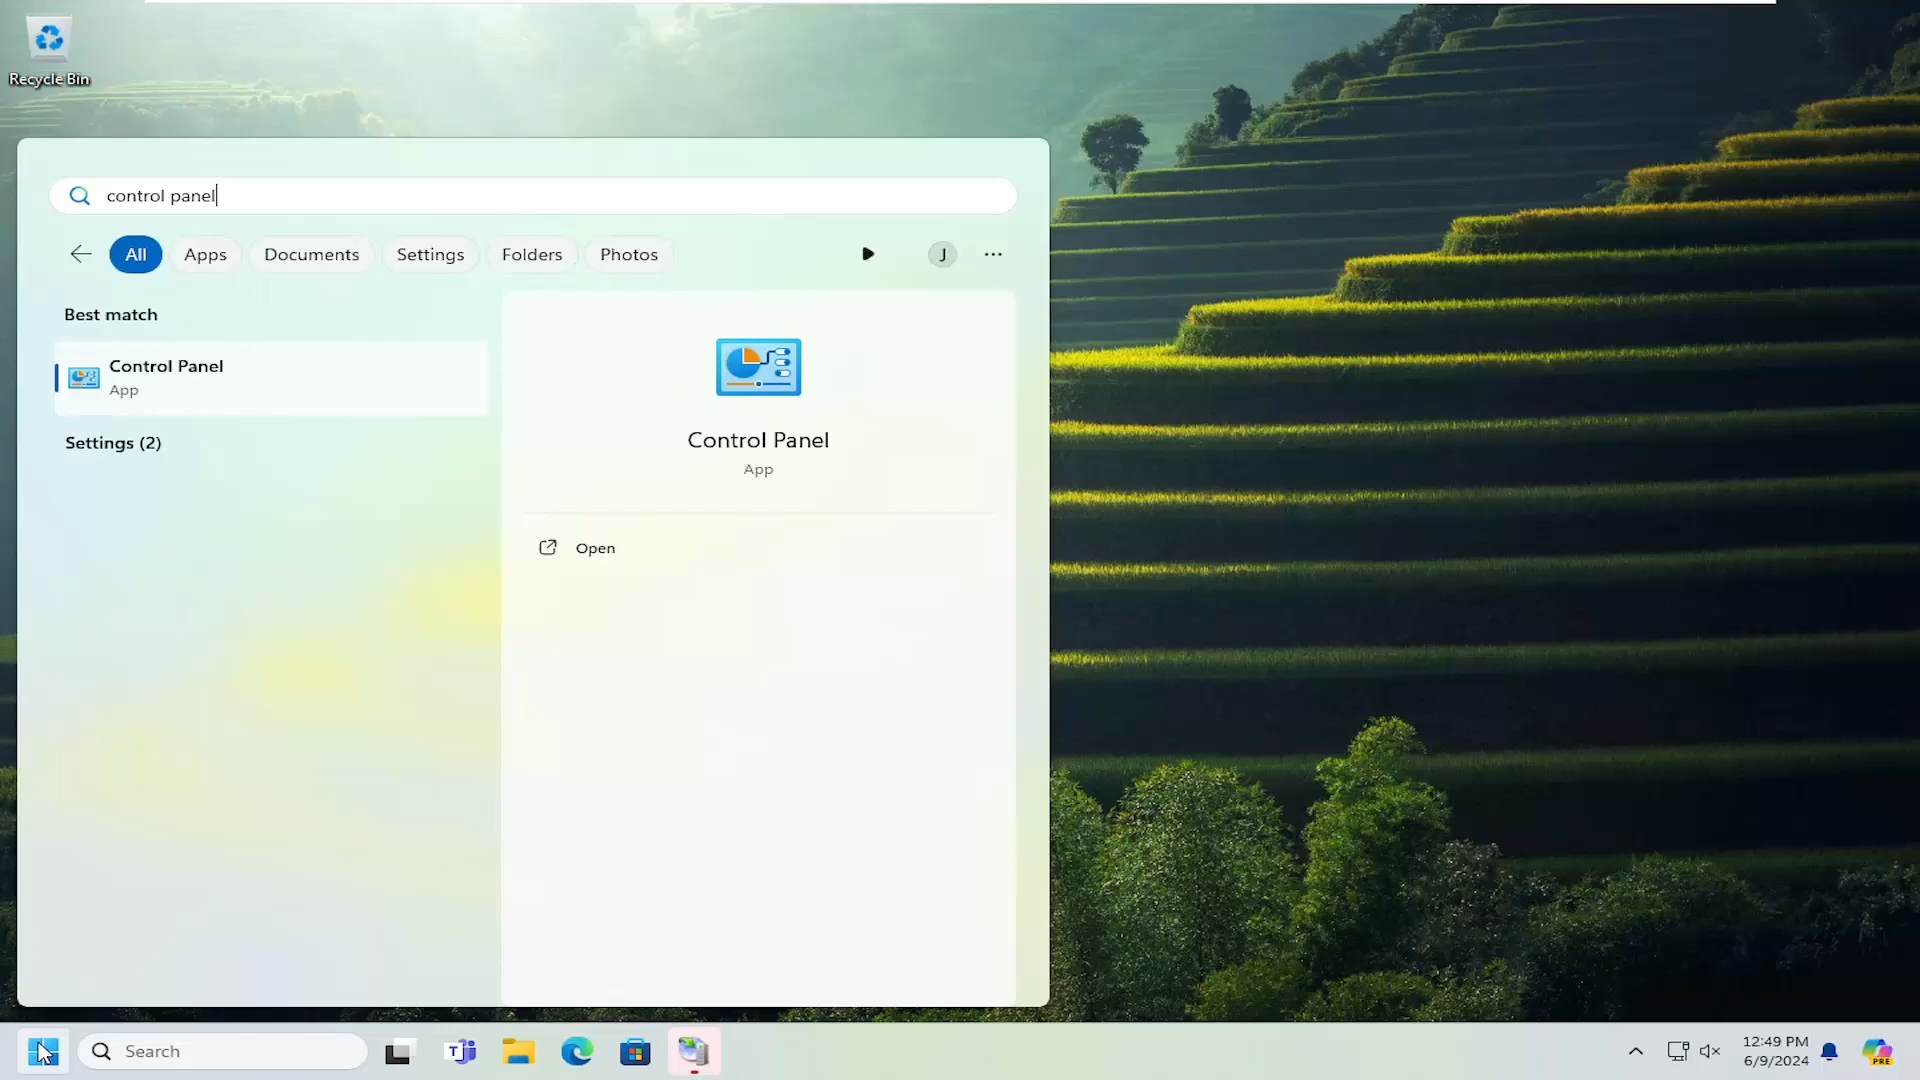 Recycle Bin
control panel
All Apps Documents Settings Folders Photos J
Best match
Control Panel
App
Settings (2)
Control Panel
App
Open
Search
T
12:49 PM
6/9/2024
PRE